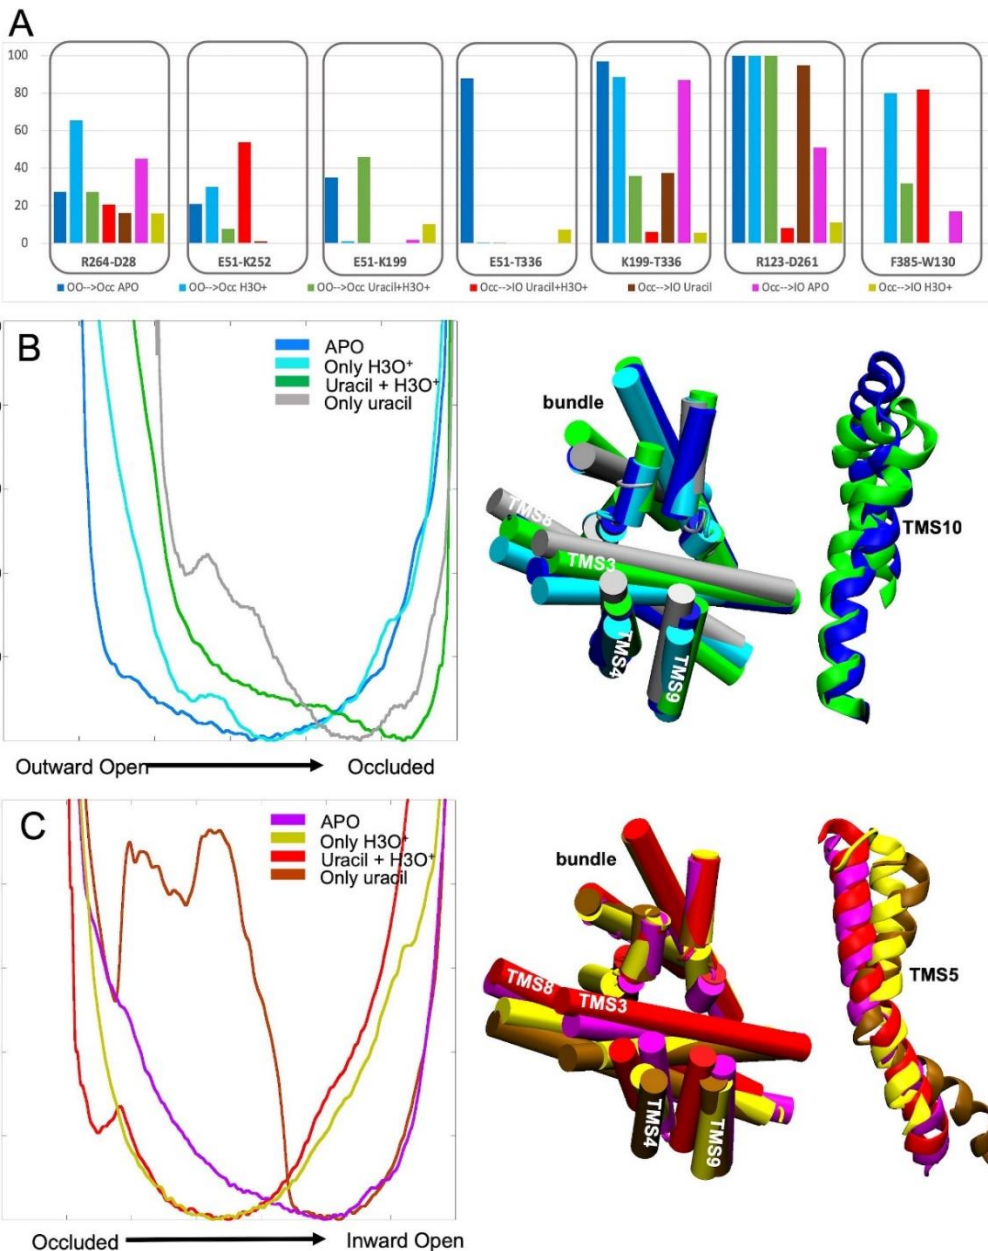 A
100
80
60
40
20
0
R264-D28 E51-K252 E51-K199 E51-T336 K199-T336 R123-D261 F385-W130
OO-->Occ APO OO-->Occ H3O+ OO-->Occ Uracil+H3O+ Occ-->IO Uracil+H3O+ Occ-->IO Uracil Occ-->IO APO Occ-->IO H3O+
B
APO
Only H3O⁺
Uracil + H3O⁺
Only uracil
bundle
TMS8
TMS3
TMS4
TMS9
TMS10
Outward Open Occluded
C
APO
Only H3O⁺
Uracil + H3O⁺
Only uracil
bundle
TMS8
TMS3
TMS4
TMS9
TMS5
Occluded Inward Open